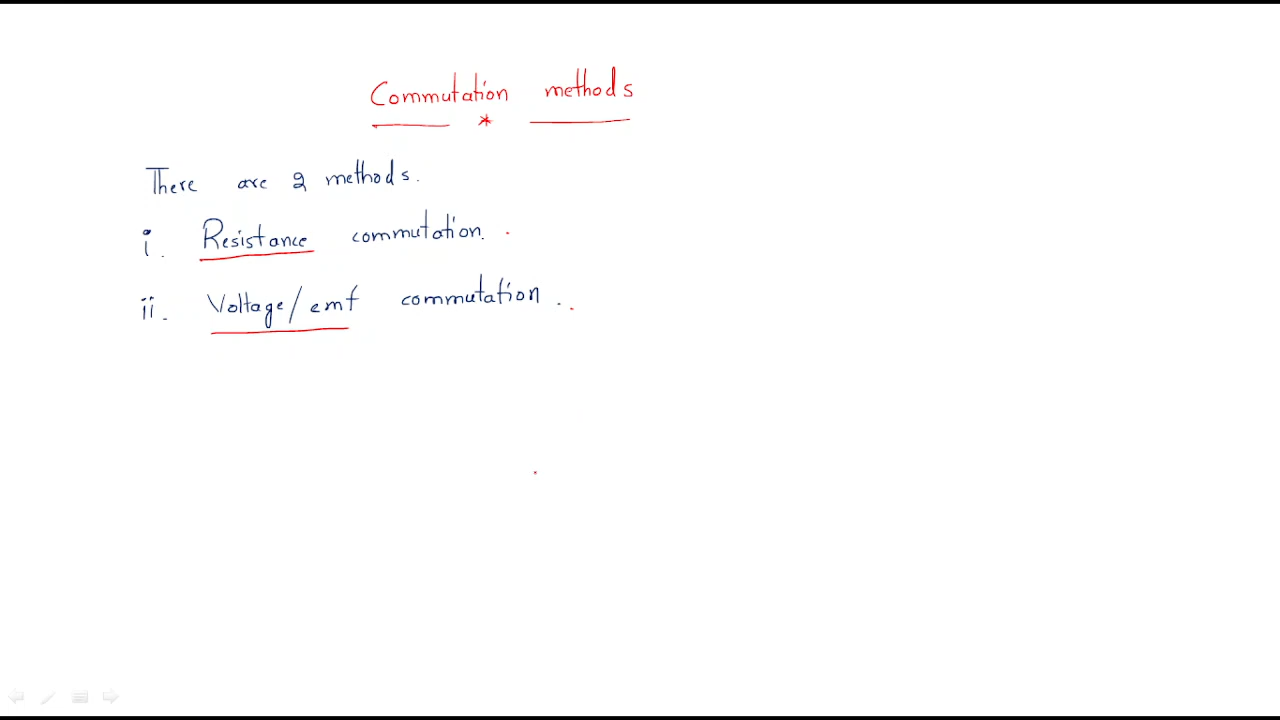 Commutation methods
*
There are 2 methods.
i. Resistance commutation.
ii. Voltage/emf commutation.